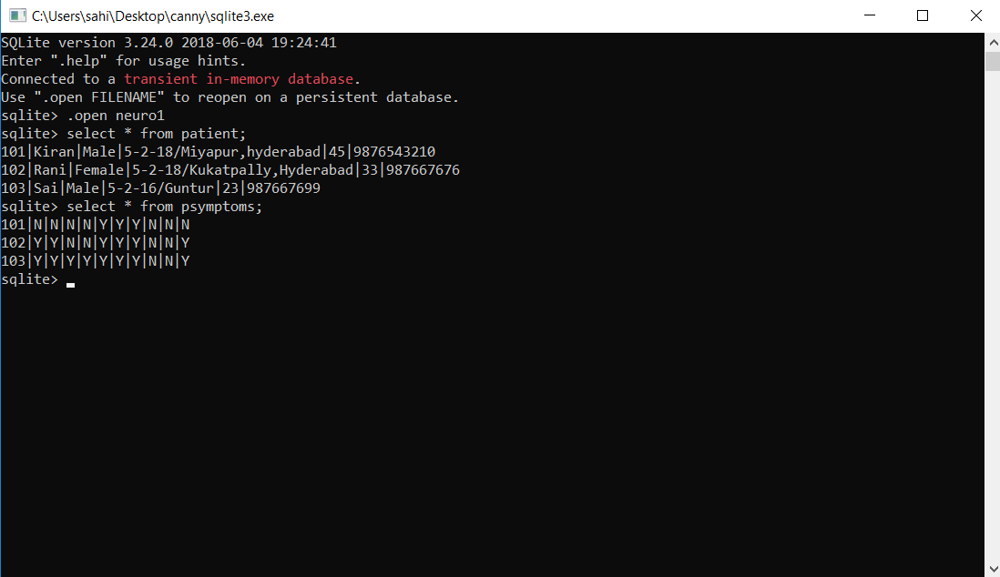 C:\Users\sahi\Desktop\canny\sqlite3.exe
SQLite version 3.24.0 2018-06-04 19:24:41
Enter ".help" for usage hints.
Connected to a transient in-memory database.
Use ".open FILENAME" to reopen on a persistent database.
sqlite> .open neuro1
sqlite> select * from patient;
101|Kiran|Male|5-2-18/Miyapur,hyderabad|45|9876543210
102|Rani|Female|5-2-18/Kukatpally,Hyderabad|33|987667676
103|Sai|Male|5-2-16/Guntur|23|987667699
sqlite> select * from psymptoms;
101|N|N|N|N|Y|Y|Y|N|N|N
102|Y|Y|N|N|Y|Y|Y|N|N|Y
103|Y|Y|Y|Y|Y|Y|Y|N|N|Y
sqlite>